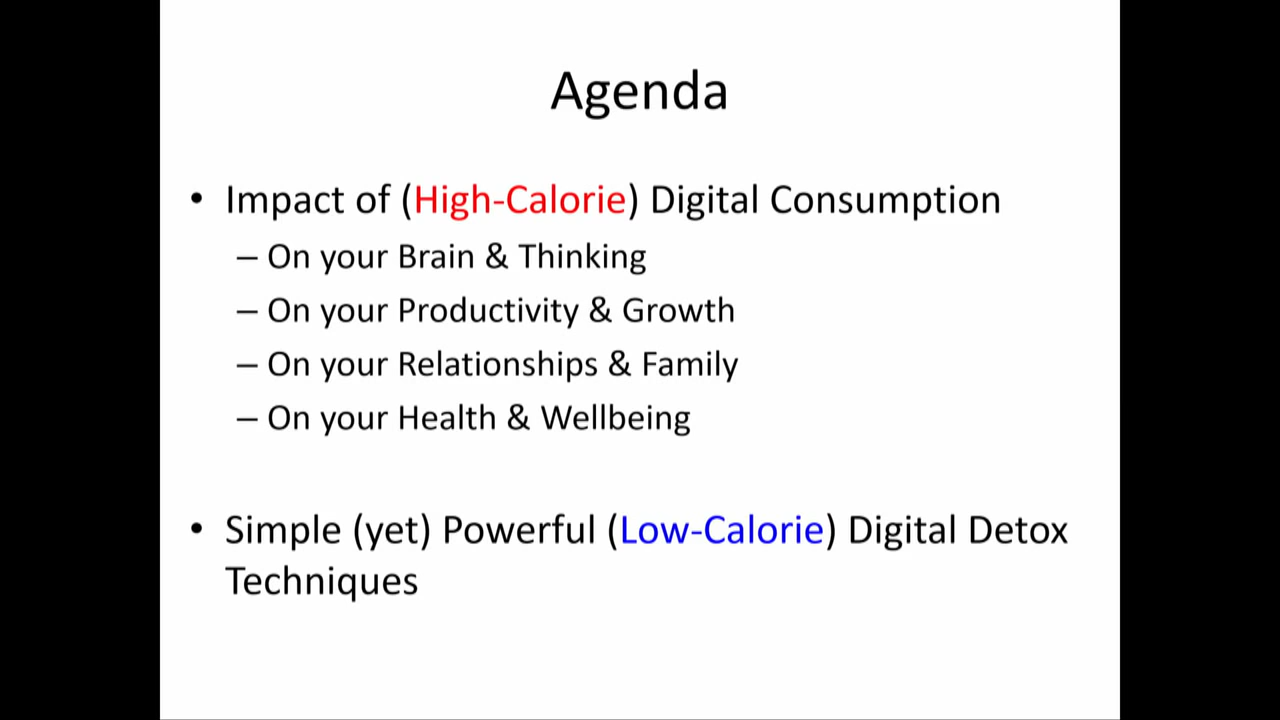 Agenda
• Impact of (High-Calorie) Digital Consumption
– On your Brain & Thinking
– On your Productivity & Growth
– On your Relationships & Family
– On your Health & Wellbeing
• Simple (yet) Powerful (Low-Calorie) Digital Detox
Techniques